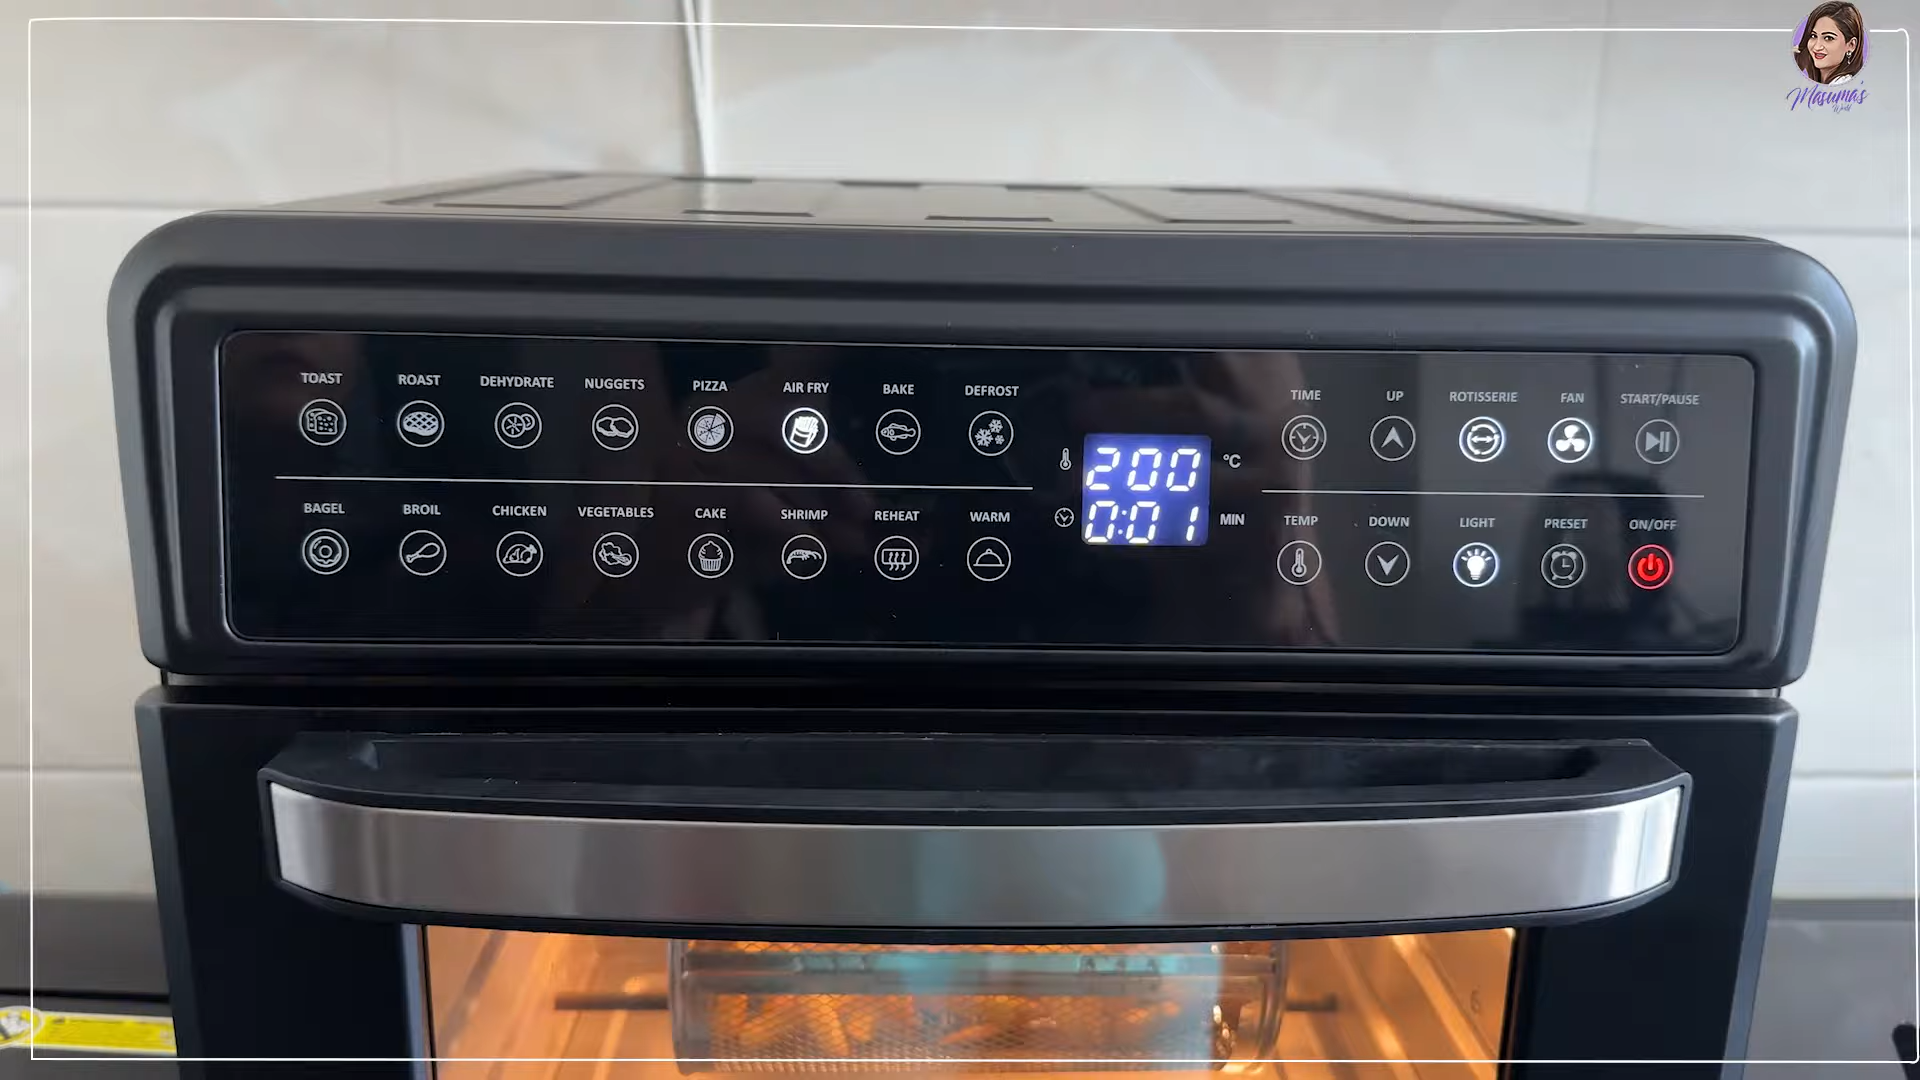 Masuma's
World
TOAST ROAST DEHYDRATE NUGGETS PIZZA AIR FRY BAKE DEFROST
BAGEL BROIL CHICKEN VEGETABLES CAKE SHRIMP REHEAT WARM
200 °C
0:01 MIN
TIME UP ROTISSERIE FAN START/PAUSE
TEMP DOWN LIGHT PRESET ON/OFF